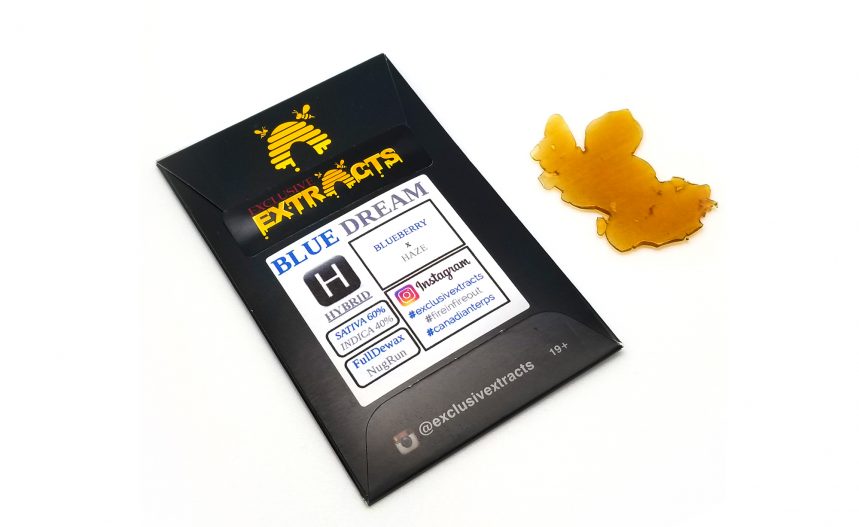 EXCLUSIVE
EXTRACTS
BLUE DREAM
H
HYBRID
SATIVA 60%
INDICA 40%
FullDewax
NugRun
BLUEBERRY
x
HAZE
Instagram
#exclusivextracts
#fireinfireout
#canadianterps
@exclusivextracts
19+